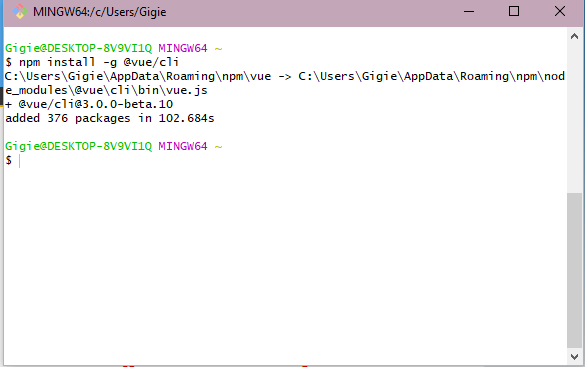 MINGW64:/c/Users/Gigie
Gigie@DESKTOP-8V9VI1Q MINGW64 ~
$ npm install -g @vue/cli
C:\Users\Gigie\AppData\Roaming\npm\vue -> C:\Users\Gigie\AppData\Roaming\npm\nod
e_modules\@vue\cli\bin\vue.js
+ @vue/cli@3.0.0-beta.10
added 376 packages in 102.684s
Gigie@DESKTOP-8V9VI1Q MINGW64 ~
$